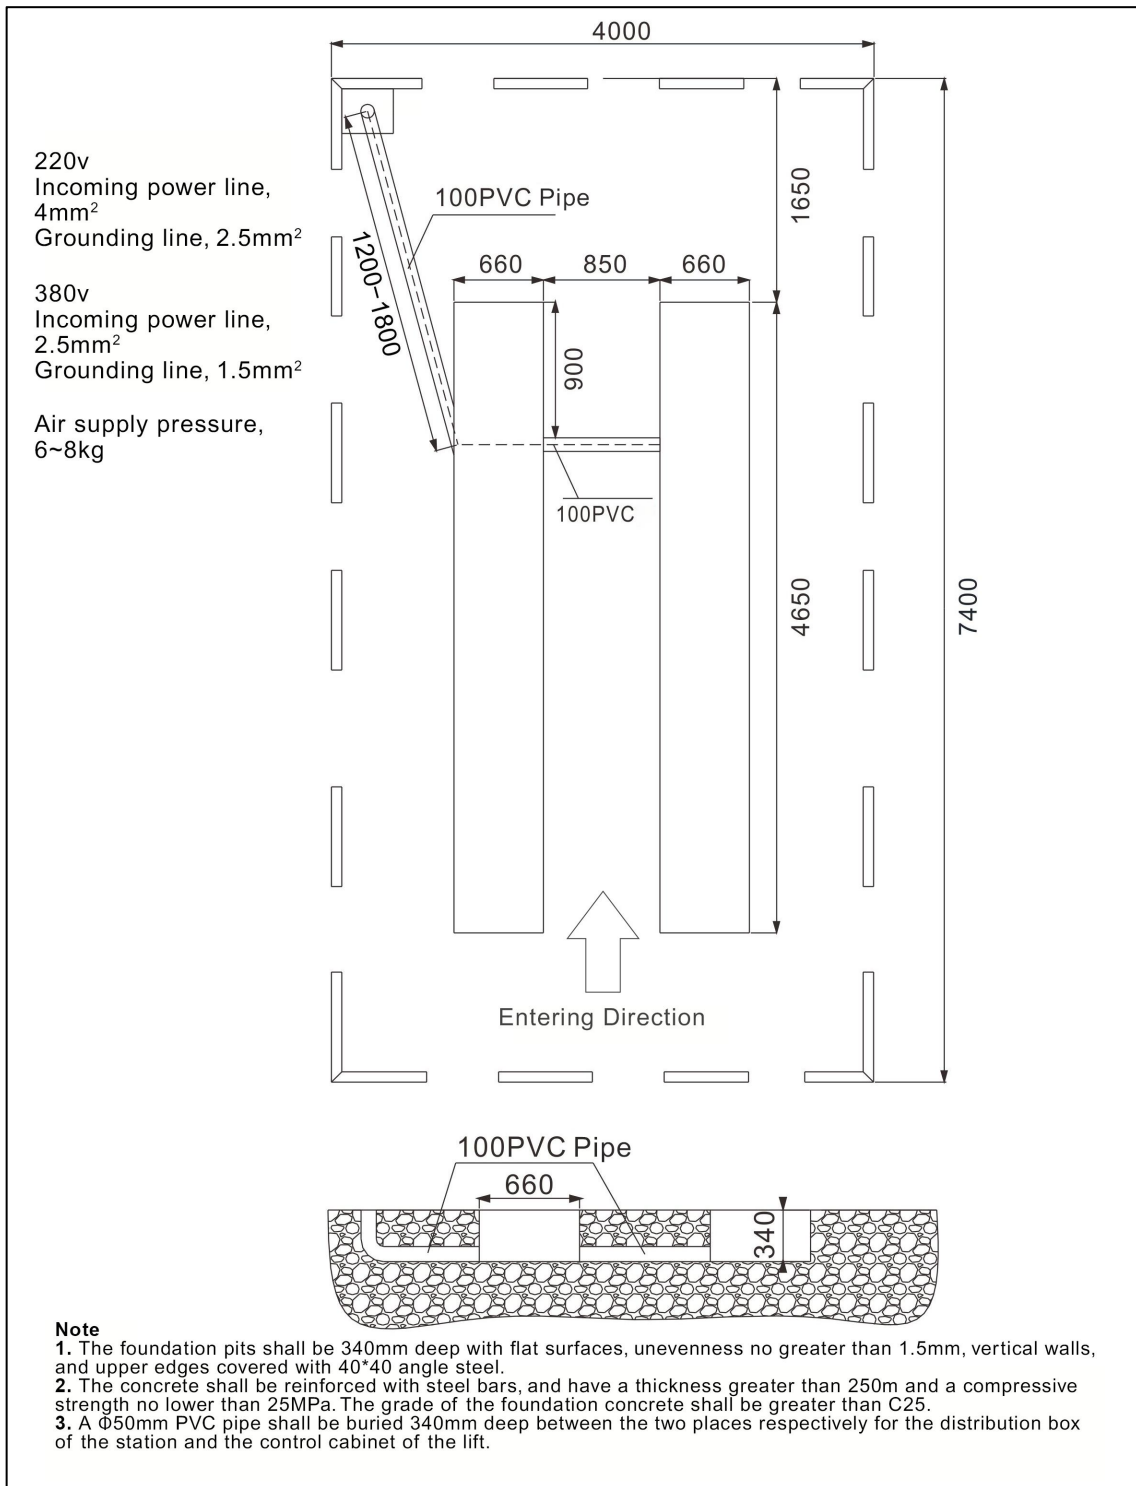 4000
220v
Incoming power line,
4mm²
Grounding line, 2.5mm²
380v
Incoming power line,
2.5mm²
Grounding line, 1.5mm²
Air supply pressure,
6~8kg
100PVC Pipe
1200-1800
1650
660
850
660
900
100PVC
4650
7400
Entering Direction
100PVC Pipe
660
340
Note
1. The foundation pits shall be 340mm deep with flat surfaces, unevenness no greater than 1.5mm, vertical walls,
and upper edges covered with 40*40 angle steel.
2. The concrete shall be reinforced with steel bars, and have a thickness greater than 250m and a compressive
strength no lower than 25MPa. The grade of the foundation concrete shall be greater than C25.
3. A Φ50mm PVC pipe shall be buried 340mm deep between the two places respectively for the distribution box
of the station and the control cabinet of the lift.